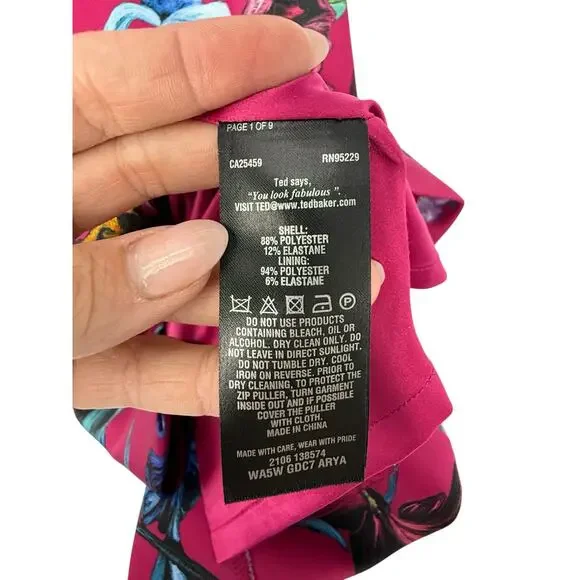 PAGE 1 OF 9
CA25459 RN95229
Ted says,
"You look fabulous ".
VISIT TED@www.tedbaker.com
SHELL:
88% POLYESTER
12% ELASTANE
LINING:
94% POLYESTER
6% ELASTANE
P
DO NOT USE PRODUCTS
CONTAINING BLEACH, OIL OR
ALCOHOL. DRY CLEAN ONLY. DO
NOT LEAVE IN DIRECT SUNLIGHT.
DO NOT TUMBLE DRY. COOL
IRON ON REVERSE. PRIOR TO
DRY CLEANING, TO PROTECT THE
ZIP PULLER, TURN GARMENT
INSIDE OUT AND IF POSSIBLE
COVER THE PULLER
WITH CLOTH.
MADE IN CHINA
MADE WITH CARE, WEAR WITH PRIDE
2106 138574
WA5W GDC7 ARYA